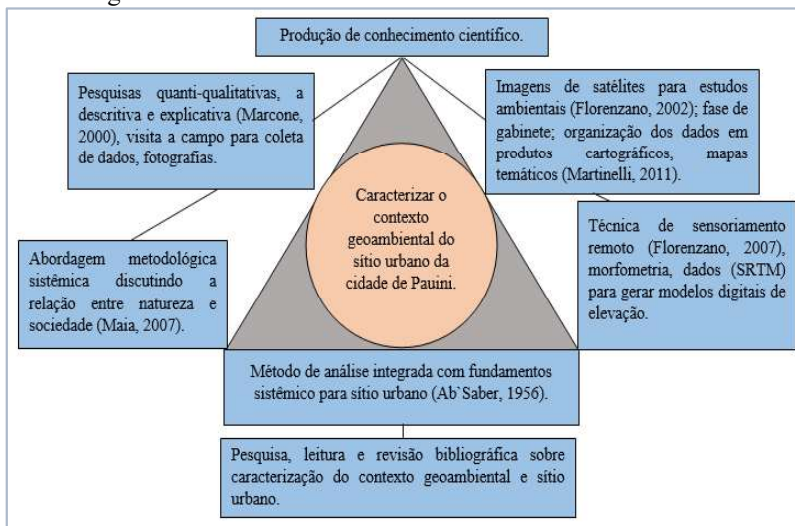 Produção de conhecimento científico.
Pesquisas quanti-qualitativas, a
descritiva e explicativa (Marcone,
2000), visita a campo para coleta
de dados, fotografias.
Imagens de satélites para estudos
ambientais (Florenzano, 2002); fase de
gabinete; organização dos dados em
produtos cartográficos, mapas
temáticos (Martinelli, 2011).
Caracterizar o
contexto
geoambiental do
sítio urbano da
cidade de Pauini.
Abordagem metodológica
sistêmica discutindo a
relação entre natureza e
sociedade (Maia, 2007).
Técnica de sensoriamento
remoto (Florenzano, 2007),
morfometria, dados (SRTM)
para gerar modelos digitais de
elevação.
Método de análise integrada com fundamentos
sistêmico para sítio urbano (Ab`Saber, 1956).
Pesquisa, leitura e revisão bibliográfica sobre
caracterização do contexto geoambiental e sítio
urbano.